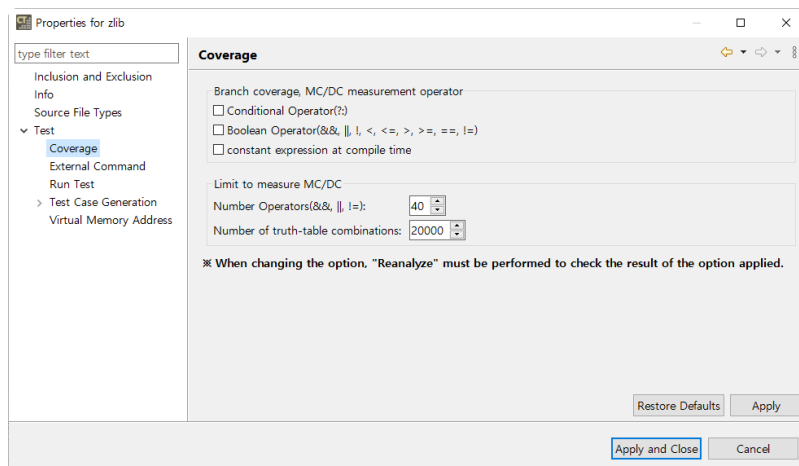 Properties for zlib
type filter text
Inclusion and Exclusion
Info
Source File Types
Test
Coverage
External Command
Run Test
Test Case Generation
Virtual Memory Address
Coverage
Branch coverage, MC/DC measurement operator
Conditional Operator(?:)
Boolean Operator(&&, ||, !, <, <=, >, >=, ==, !=)
constant expression at compile time
Limit to measure MC/DC
Number Operators(&&, ||, !=): 40
Number of truth-table combinations: 20000
※ When changing the option, "Reanalyze" must be performed to check the result of the option applied.
Restore Defaults Apply
Apply and Close Cancel